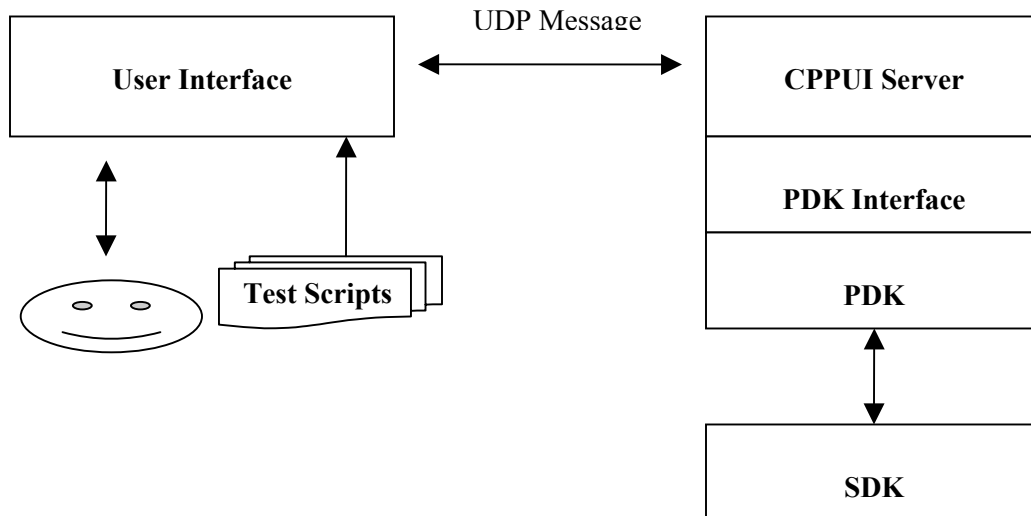 UDP Message
User Interface
CPPUI Server
PDK Interface
Test Scripts
PDK
SDK